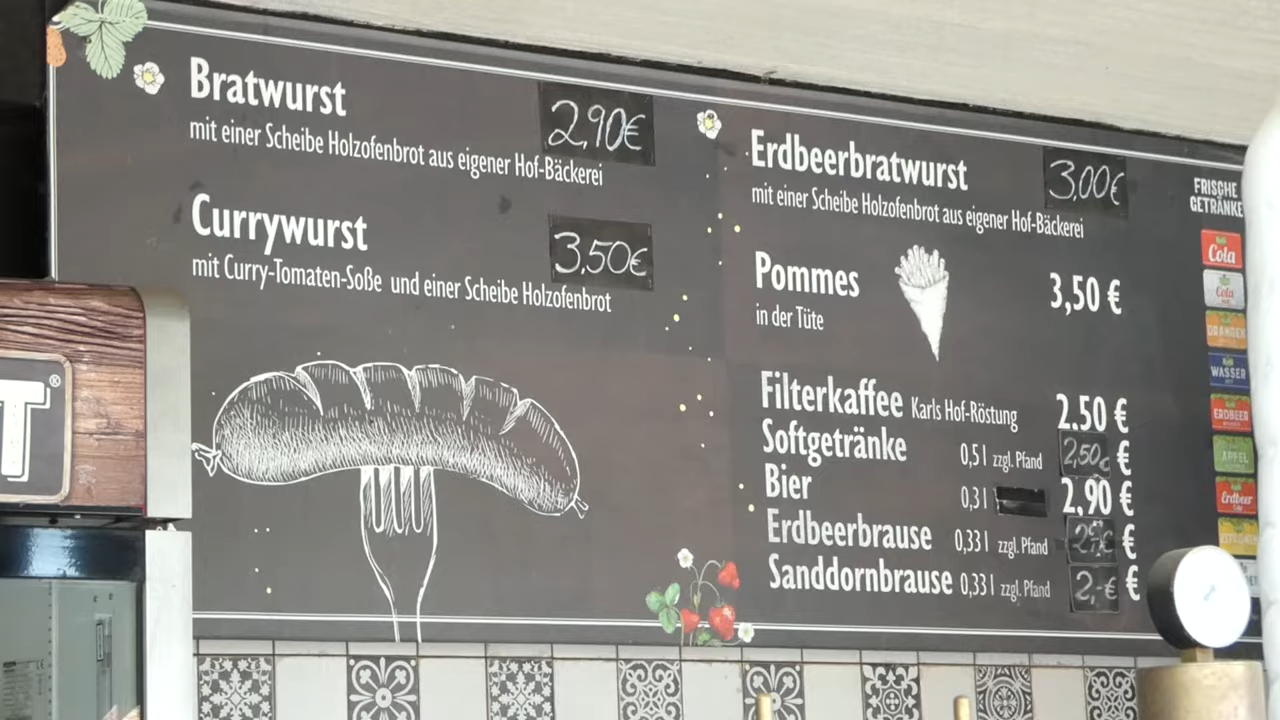 Bratwurst 2,90€
mit einer Scheibe Holzofenbrot aus eigener Hof-Bäckerei
Currywurst 3,50€
mit Curry-Tomaten-Soße und einer Scheibe Holzofenbrot
Erdbeerbratwurst 3,00€
mit einer Scheibe Holzofenbrot aus eigener Hof-Bäckerei
Pommes 3,50 €
in der Tüte
Filterkaffee Karls Hof-Röstung 2.50 €
Softgetränke 0,5 l zzgl. Pfand 2,50€ €
Bier 0,3 l 2,90 €
Erdbeerbrause 0,33 l zzgl. Pfand €
Sanddornbrause 0,33 l zzgl. Pfand 2,-€ €
FRISCHE
GETRÄNKE
Cola
Cola
ORANGEN
WASSER
ERDBEER
APFEL
Erdbeer
ZITRONEN
T®